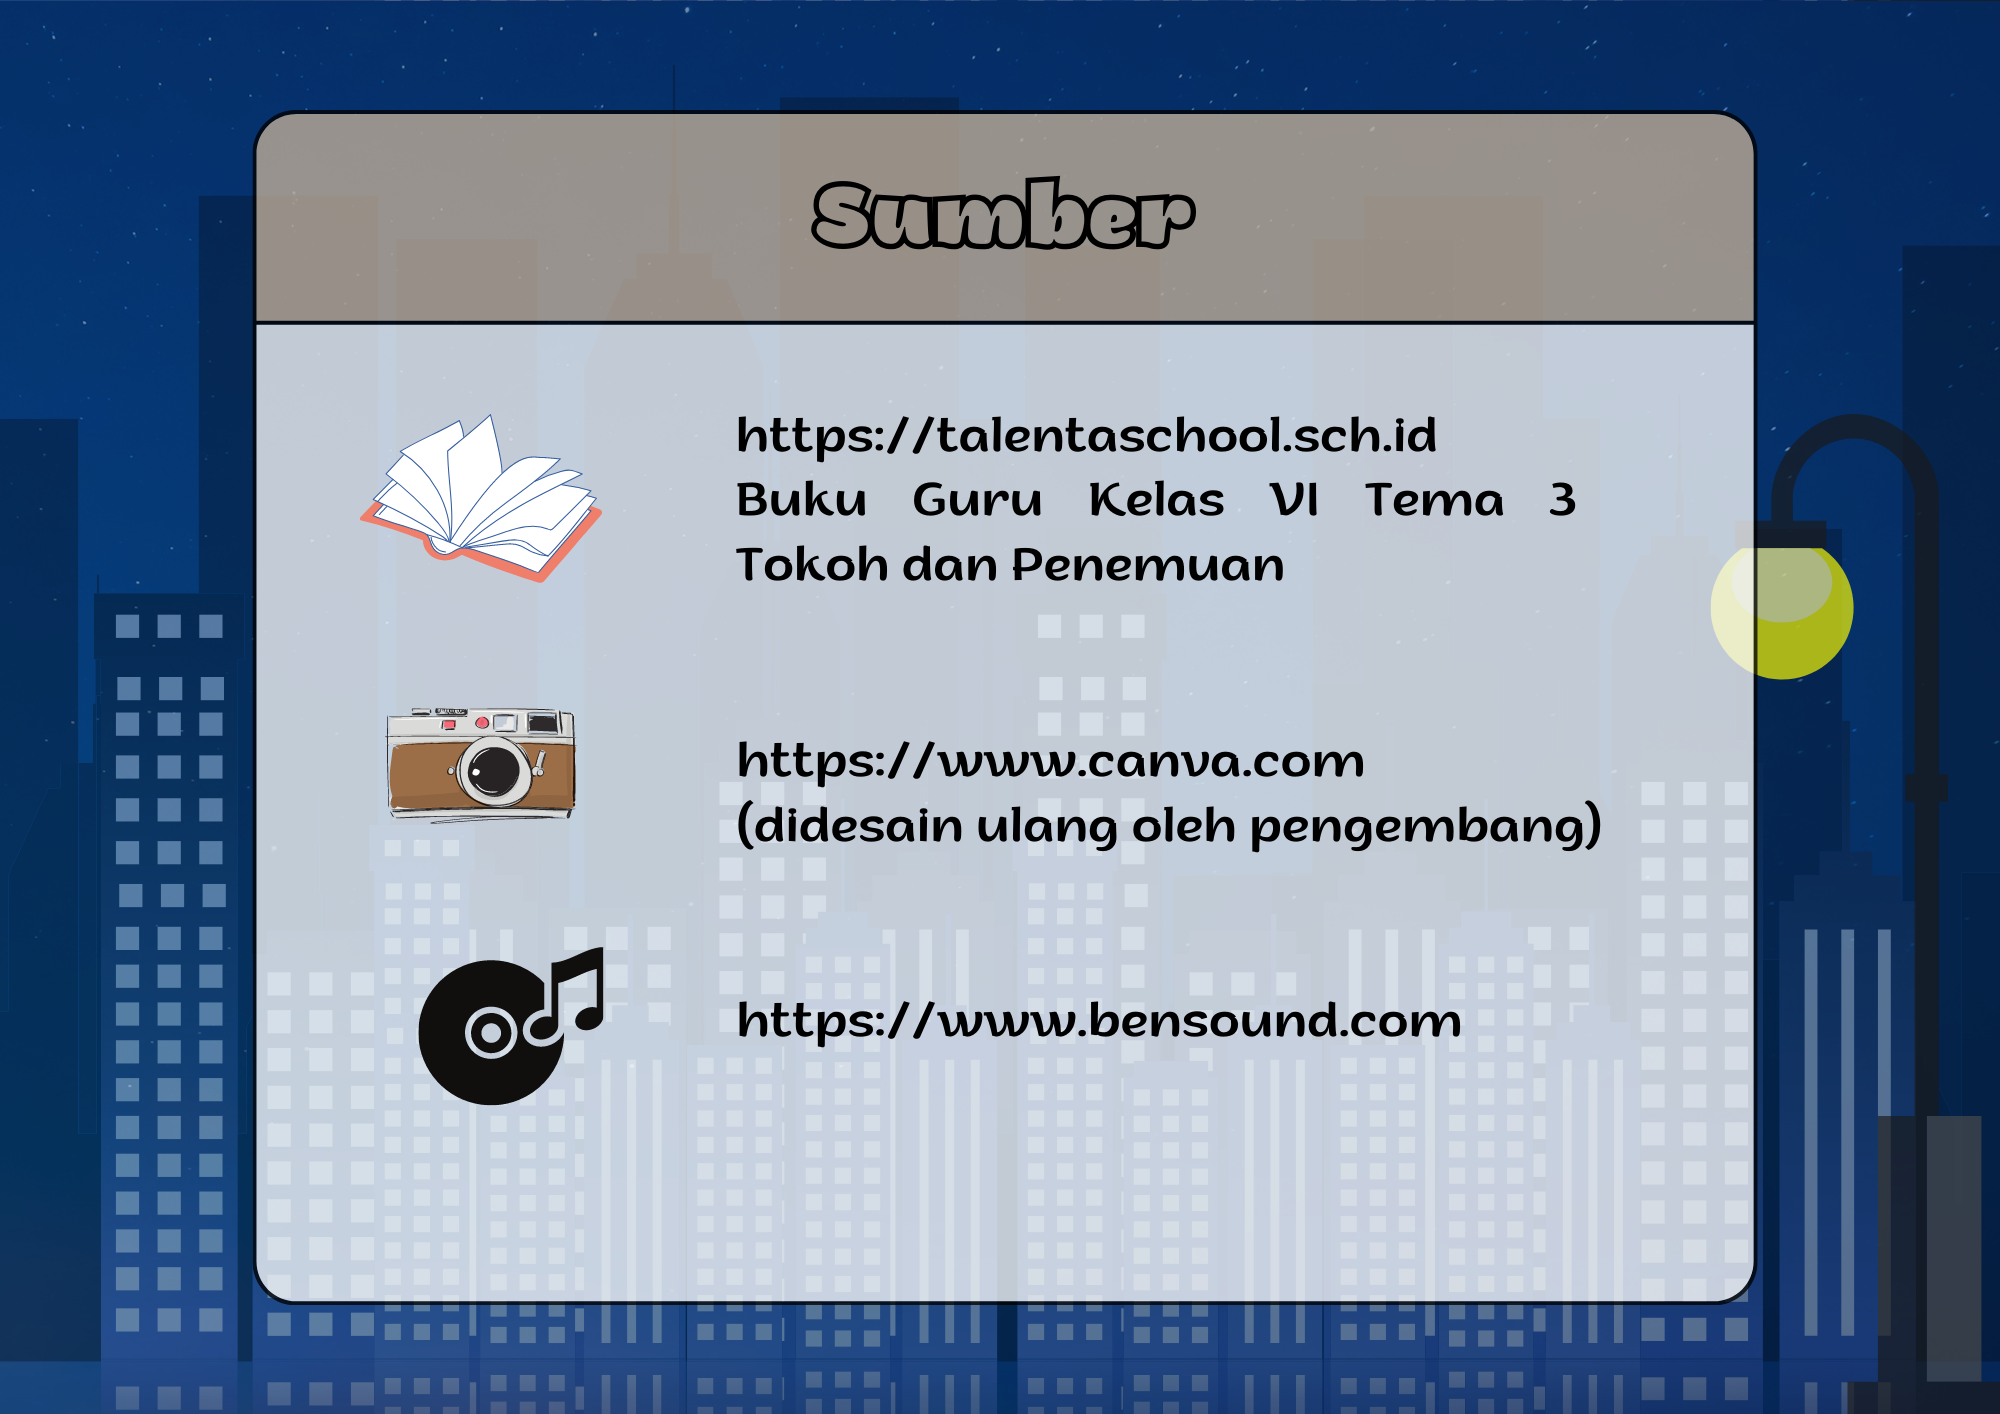 Sumber
https://talentaschool.sch.id
Buku Guru Kelas VI Tema 3
Tokoh dan Penemuan
https://www.canva.com
(didesain ulang oleh pengembang)
https://www.bensound.com